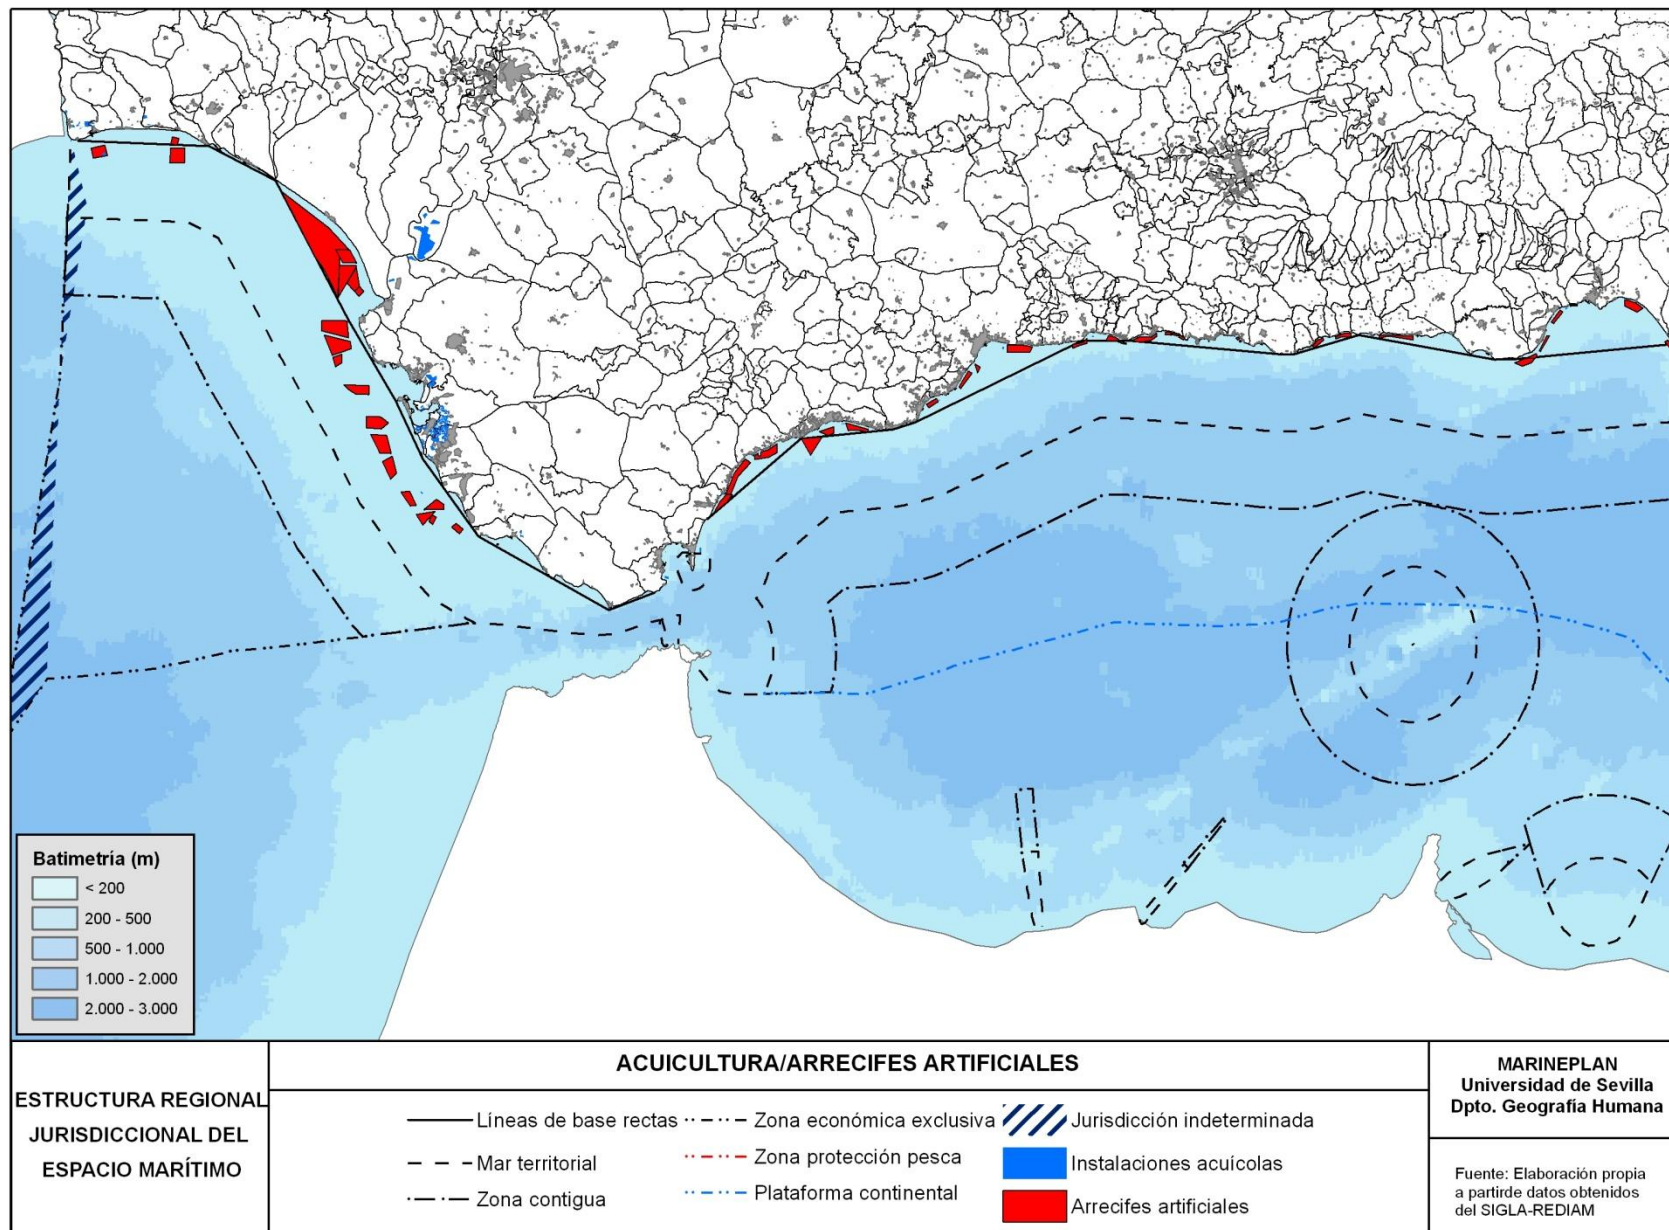 Batimetría (m)
< 200
200 - 500
500 - 1.000
1.000 - 2.000
2.000 - 3.000
ESTRUCTURA REGIONAL
JURISDICCIONAL DEL
ESPACIO MARÍTIMO
ACUICULTURA/ARRECIFES ARTIFICIALES
Líneas de base rectas
Mar territorial
Zona contigua
Zona económica exclusiva
Zona protección pesca
Plataforma continental
Jurisdicción indeterminada
Instalaciones acuícolas
Arrecifes artificiales
MARINEPLAN
Universidad de Sevilla
Dpto. Geografía Humana
Fuente: Elaboración propia
a partirde datos obtenidos
del SIGLA-REDIAM